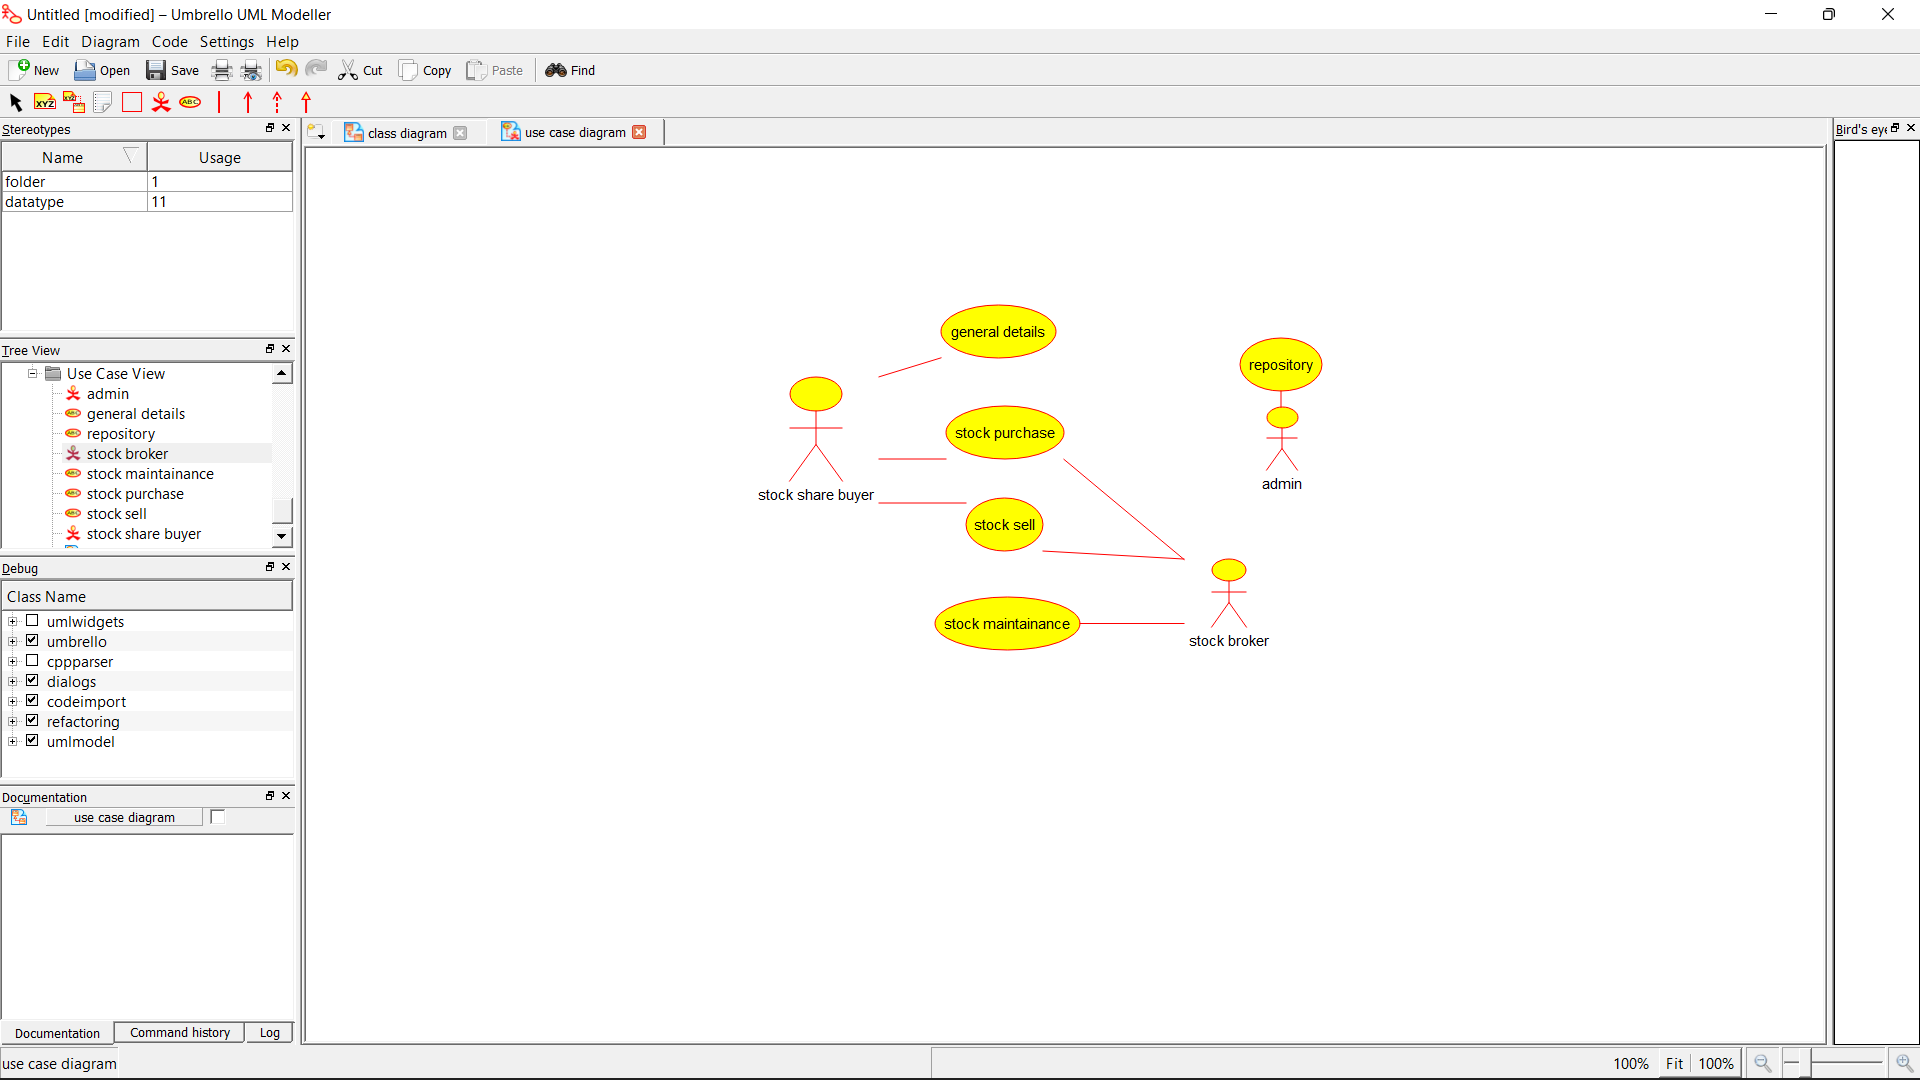 Untitled [modified] – Umbrello UML Modeller
File Edit Diagram Code Settings Help
New Open Save Cut Copy Paste Find
XYZ XYZ ABC
Stereotypes
Name Usage
folder 1
datatype 11
Tree View
Use Case View
admin
general details
repository
stock broker
stock maintainance
stock purchase
stock sell
stock share buyer
Debug
Class Name
umlwidgets
umbrello
cppparser
dialogs
codeimport
refactoring
umlmodel
Documentation
use case diagram
Documentation Command history Log
class diagram use case diagram
general details
repository
stock purchase
stock share buyer
admin
stock sell
stock maintainance
stock broker
Bird's eye
use case diagram
100% Fit 100%